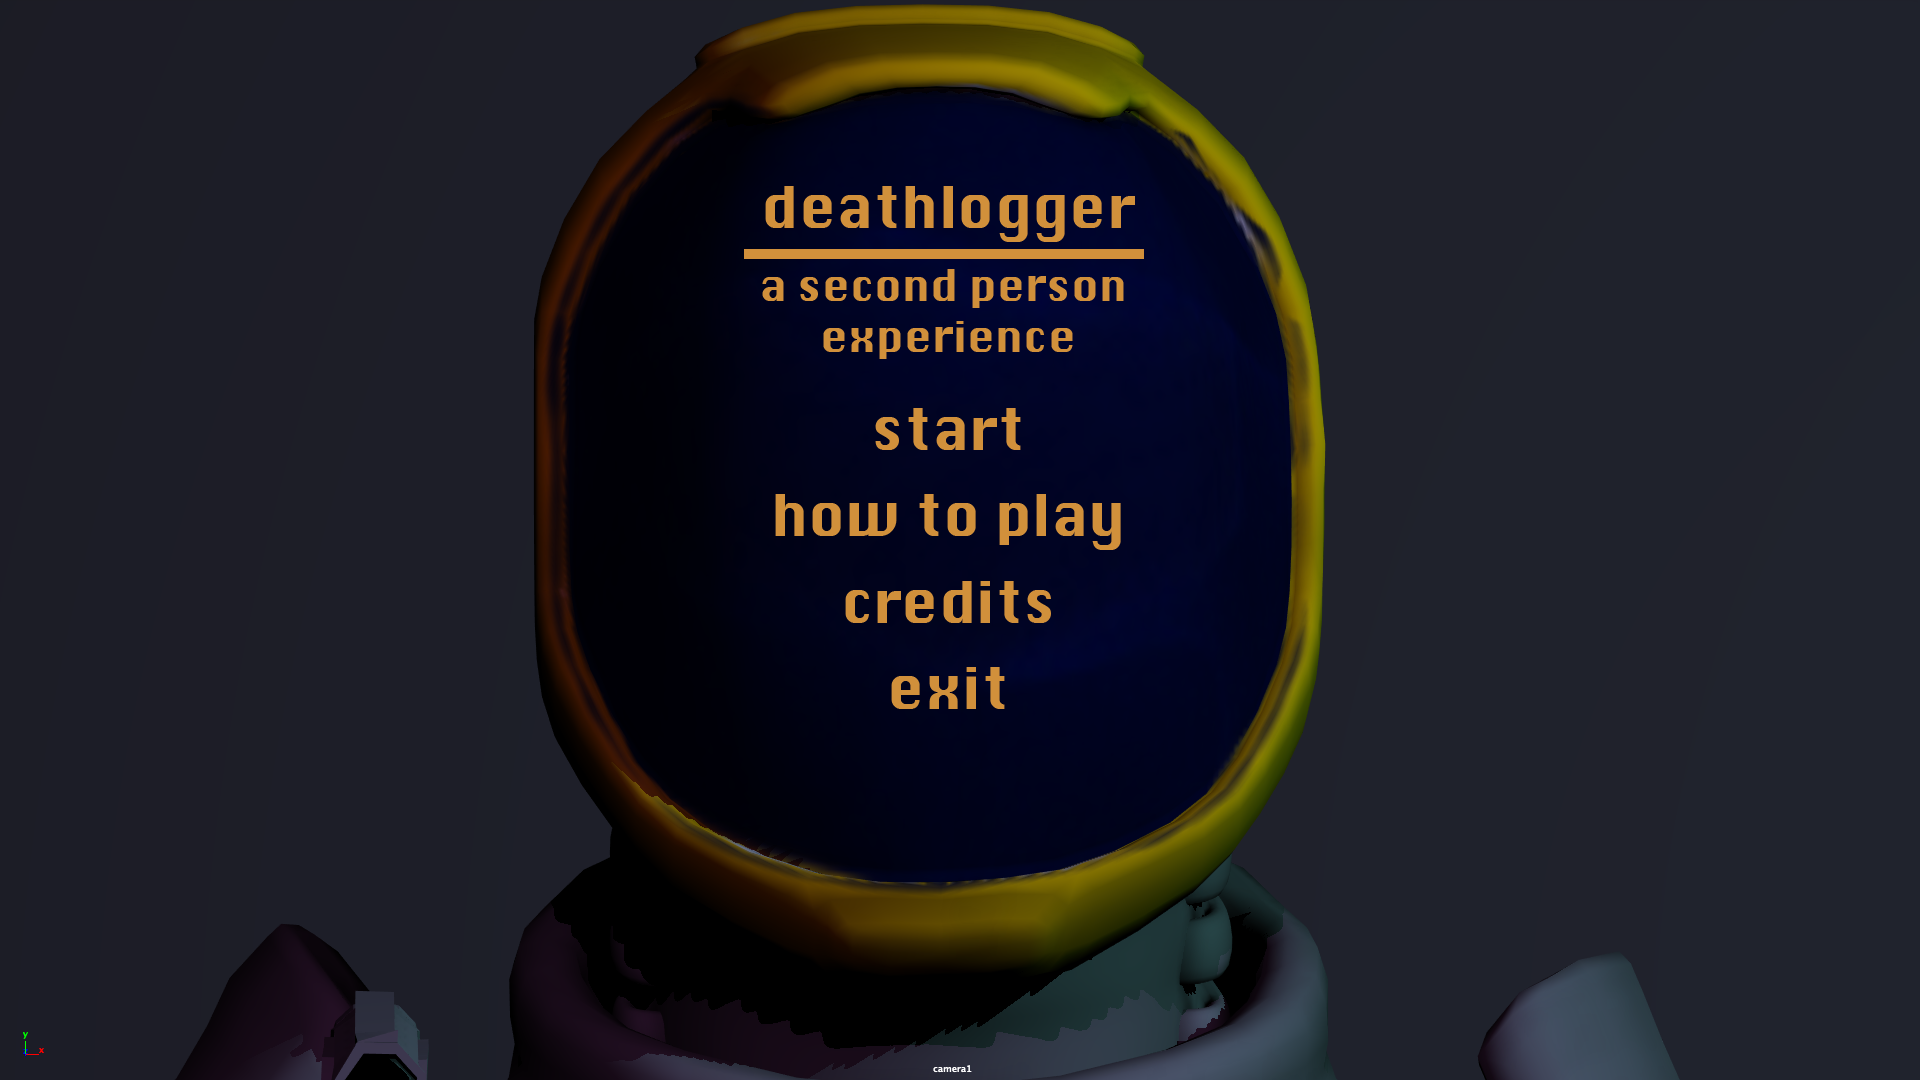 deathlogger
a second person
experience
start
how to play
credits
exit
y
x
camera1